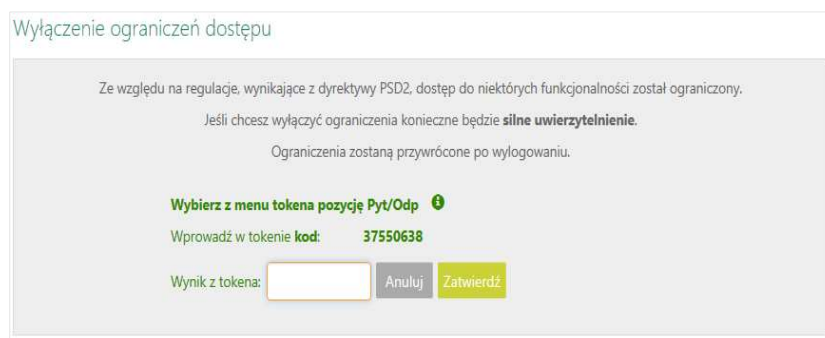 Wyłączenie ograniczeń dostępu
Ze względu na regulacje, wynikające z dyrektywy PSD2, dostęp do niektórych funkcjonalności został ograniczony.
Jeśli chcesz wyłączyć ograniczenia konieczne będzie silne uwierzytelnienie.
Ograniczenia zostaną przywrócone po wylogowaniu.
Wybierz z menu tokena pozycję Pyt/Odp
Wprowadź w tokenie kod: 37550638
Wynik z tokena: Anuluj Zatwierdź